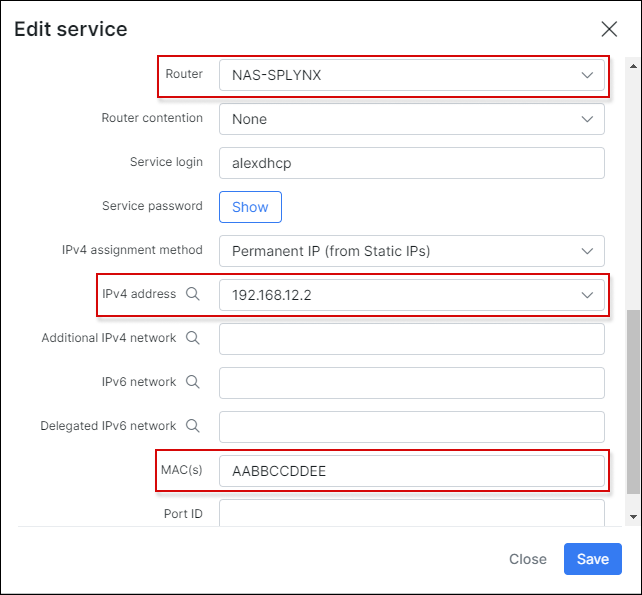 Edit service
Router NAS-SPLYNX
Router contention None
Service login alexdhcp
Service password Show
IPv4 assignment method Permanent IP (from Static IPs)
IPv4 address 192.168.12.2
Additional IPv4 network
IPv6 network
Delegated IPv6 network
MAC(s) AABBCCDDEE
Port ID
Close Save